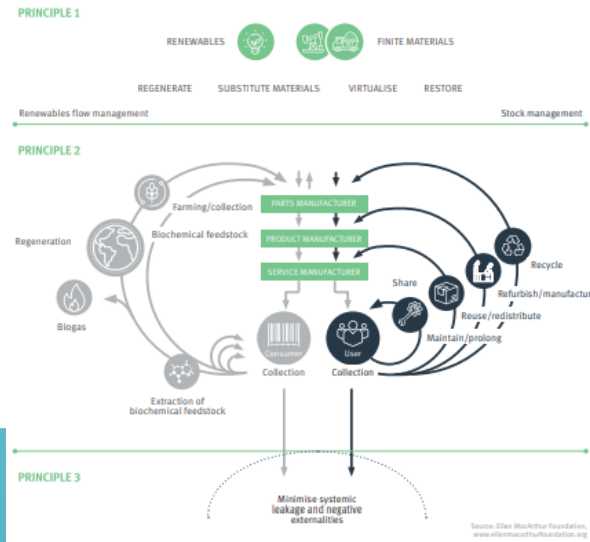 PRINCIPLE 1
RENEWABLES
FINITE MATERIALS
REGENERATE
SUBSTITUTE MATERIALS
VIRTUALISE
RESTORE
Renewables flow management
Stock management
PRINCIPLE 2
PARTS MANUFACTURER
Farming/collection
Regeneration
Biochemical feedstock
PRODUCT MANUFACTURER
Recycle
SERVICE MANUFACTURER
Share
Refurbish/manufactur
Reuse/redistribute
Biogas
Maintain/prolong
Consumer
User
Collection
Collection
Extraction of
biochemical feedstock
PRINCIPLE 3
Minimise systemic
leakage and negative
externalities
Source: Ellen MacArthur Foundation,
www.ellenmacarthurfoundation.org